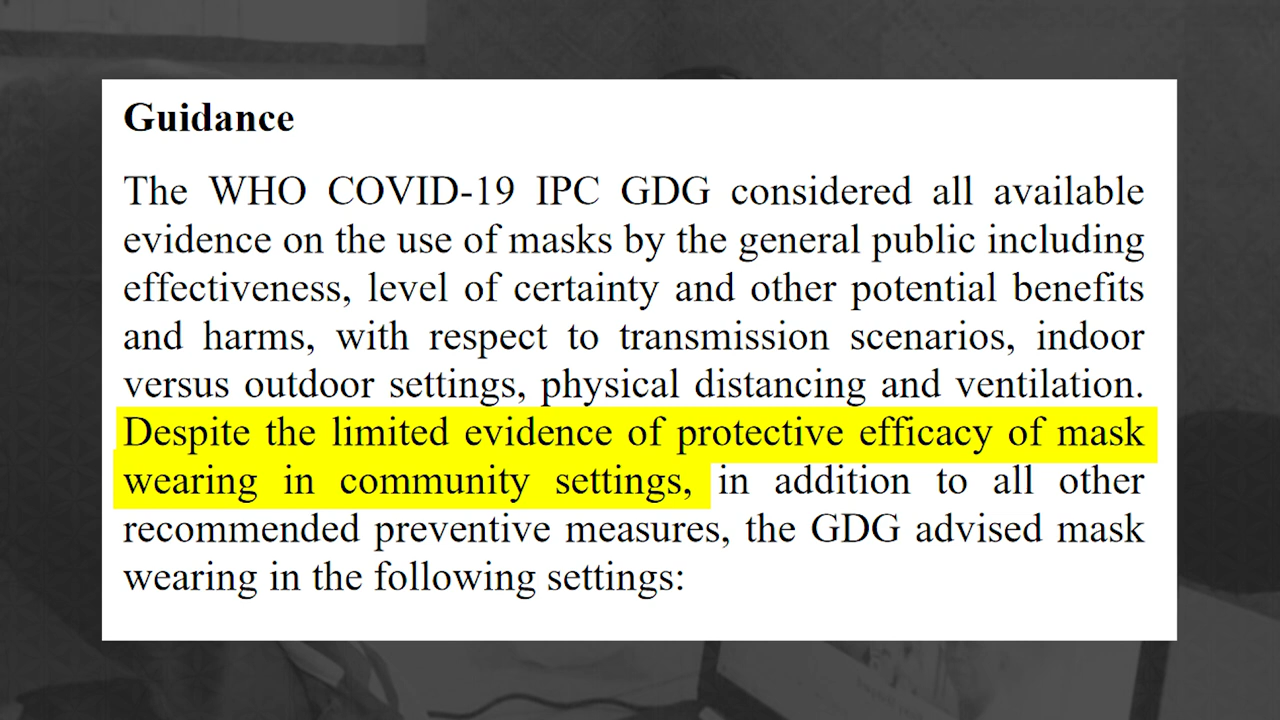 Guidance
The WHO COVID-19 IPC GDG considered all available
evidence on the use of masks by the general public including
effectiveness, level of certainty and other potential benefits
and harms, with respect to transmission scenarios, indoor
versus outdoor settings, physical distancing and ventilation.
Despite the limited evidence of protective efficacy of mask
wearing in community settings, in addition to all other
recommended preventive measures, the GDG advised mask
wearing in the following settings: